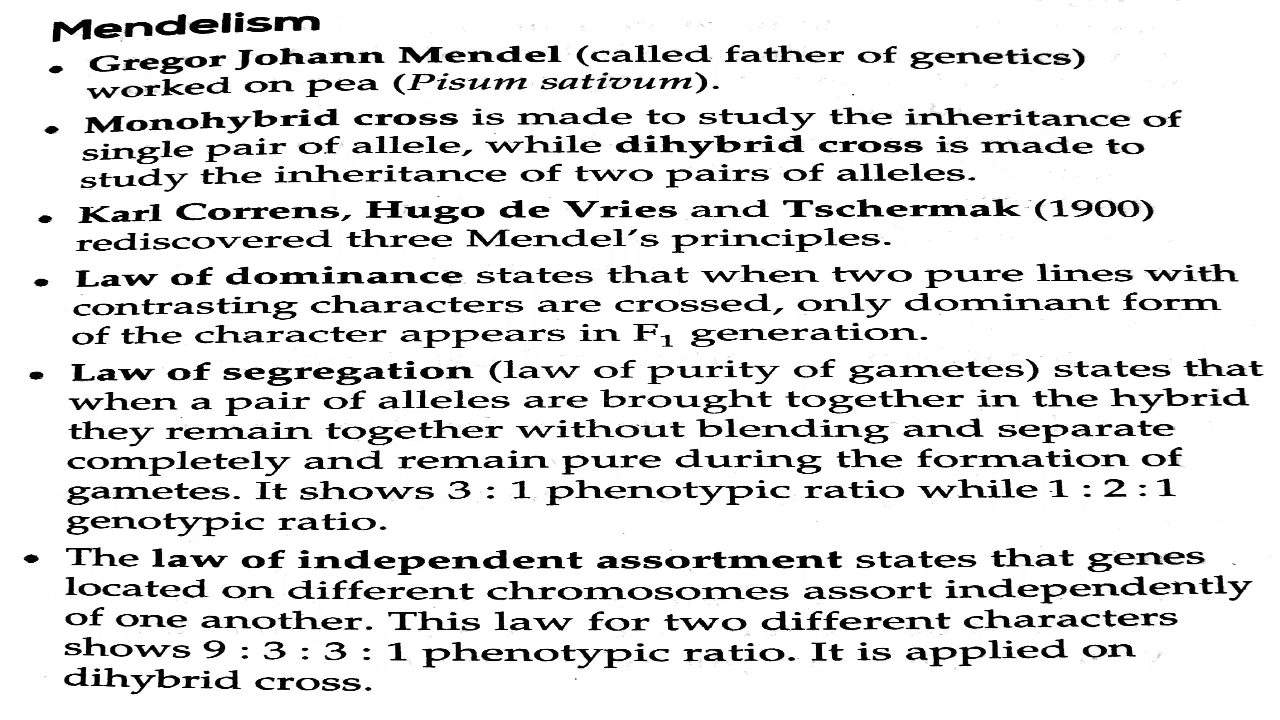 Mendelism
• Gregor Johann Mendel (called father of genetics)
worked on pea (Pisum sativum).
• Monohybrid cross is made to study the inheritance of
single pair of allele, while dihybrid cross is made to
study the inheritance of two pairs of alleles.
• Karl Correns, Hugo de Vries and Tschermak (1900)
rediscovered three Mendel's principles.
• Law of dominance states that when two pure lines with
contrasting characters are crossed, only dominant form
of the character appears in F₁ generation.
• Law of segregation (law of purity of gametes) states that
when a pair of alleles are brought together in the hybrid
they remain together without blending and separate
completely and remain pure during the formation of
gametes. It shows 3 : 1 phenotypic ratio while 1 : 2 : 1
genotypic ratio.
• The law of independent assortment states that genes
located on different chromosomes assort independently
of one another. This law for two different characters
shows 9 : 3 : 3 : 1 phenotypic ratio. It is applied on
dihybrid cross.